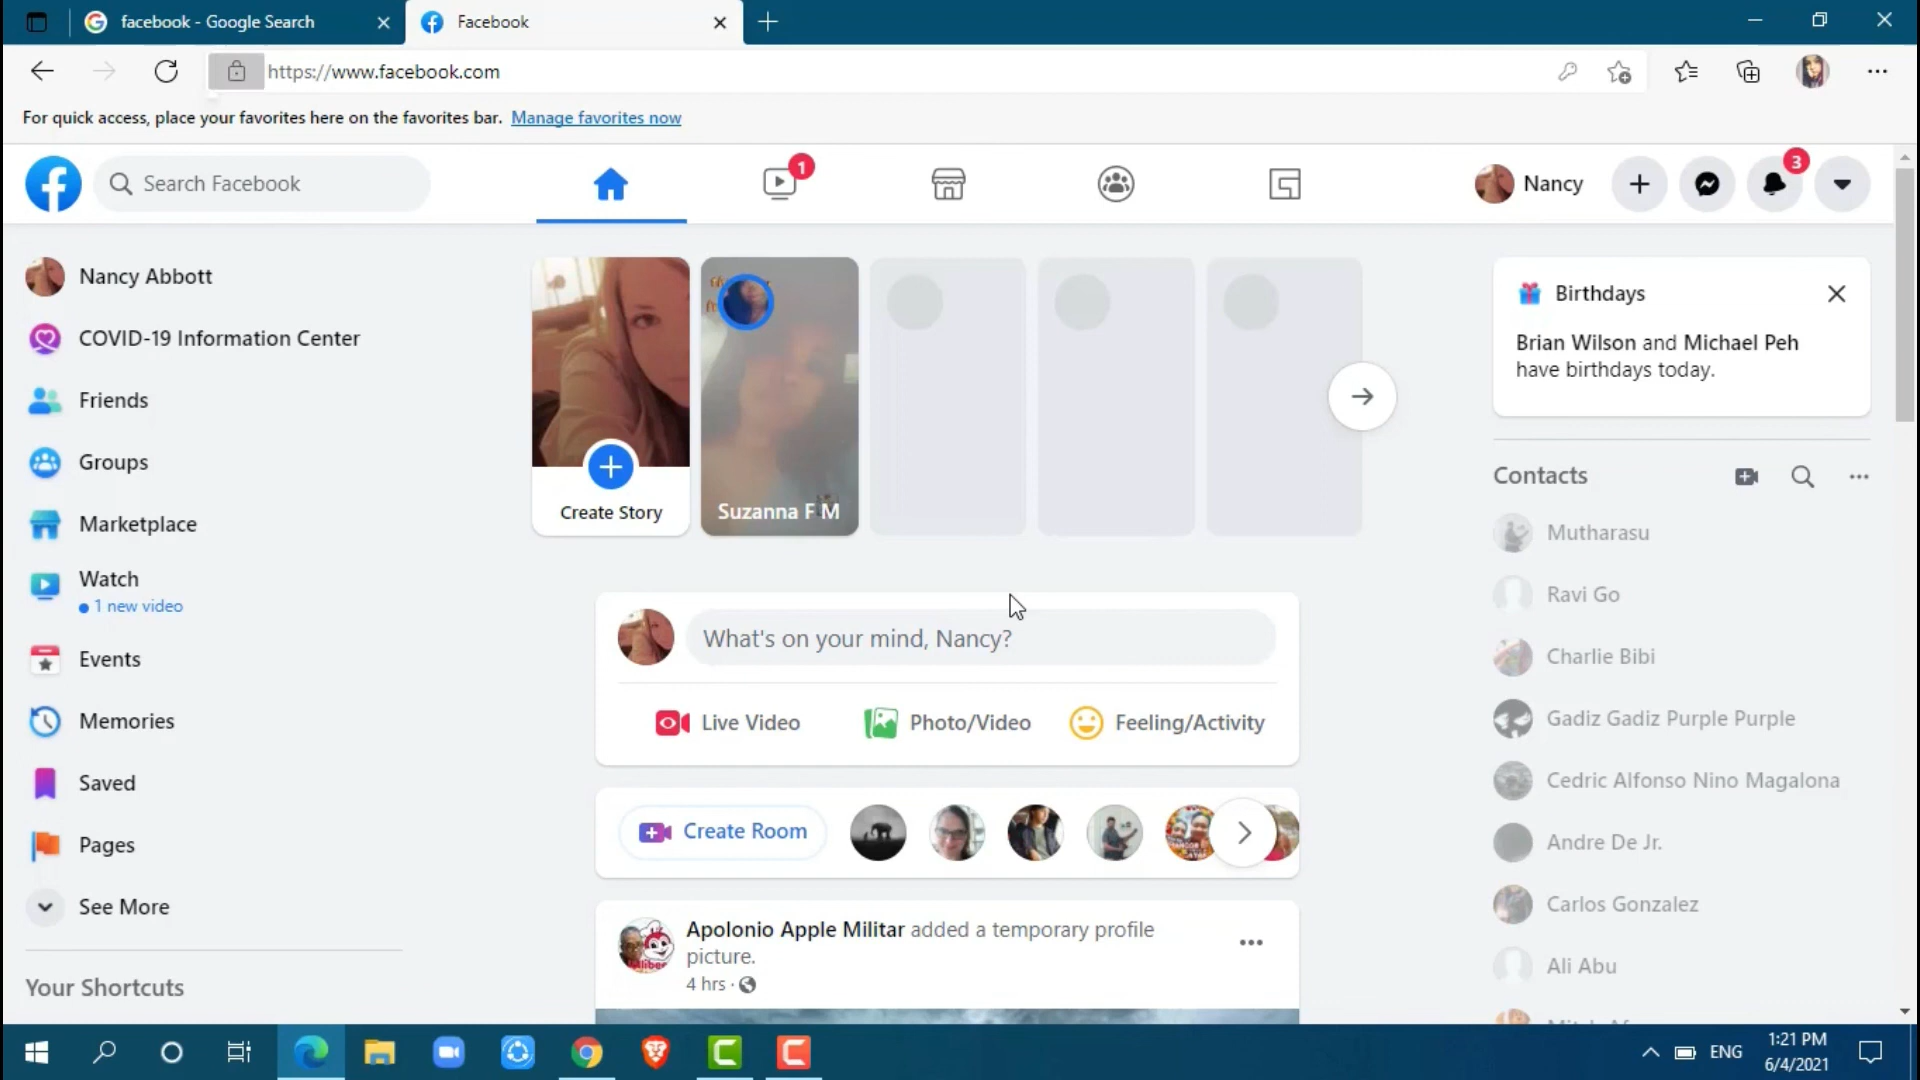 facebook - Google Search
Facebook
https://www.facebook.com
For quick access, place your favorites here on the favorites bar. Manage favorites now
Search Facebook
1
Nancy
3
Nancy Abbott
COVID-19 Information Center
Friends
Groups
Marketplace
Watch
1 new video
Events
Memories
Saved
Pages
See More
Your Shortcuts
Create Story
Suzanna F M
What's on your mind, Nancy?
Live Video
Photo/Video
Feeling/Activity
Create Room
Apolonio Apple Militar added a temporary profile
picture.
4 hrs ·
Birthdays
Brian Wilson and Michael Peh
have birthdays today.
Contacts
Mutharasu
Ravi Go
Charlie Bibi
Gadiz Gadiz Purple Purple
Cedric Alfonso Nino Magalona
Andre De Jr.
Carlos Gonzalez
Ali Abu
ENG
1:21 PM
6/4/2021